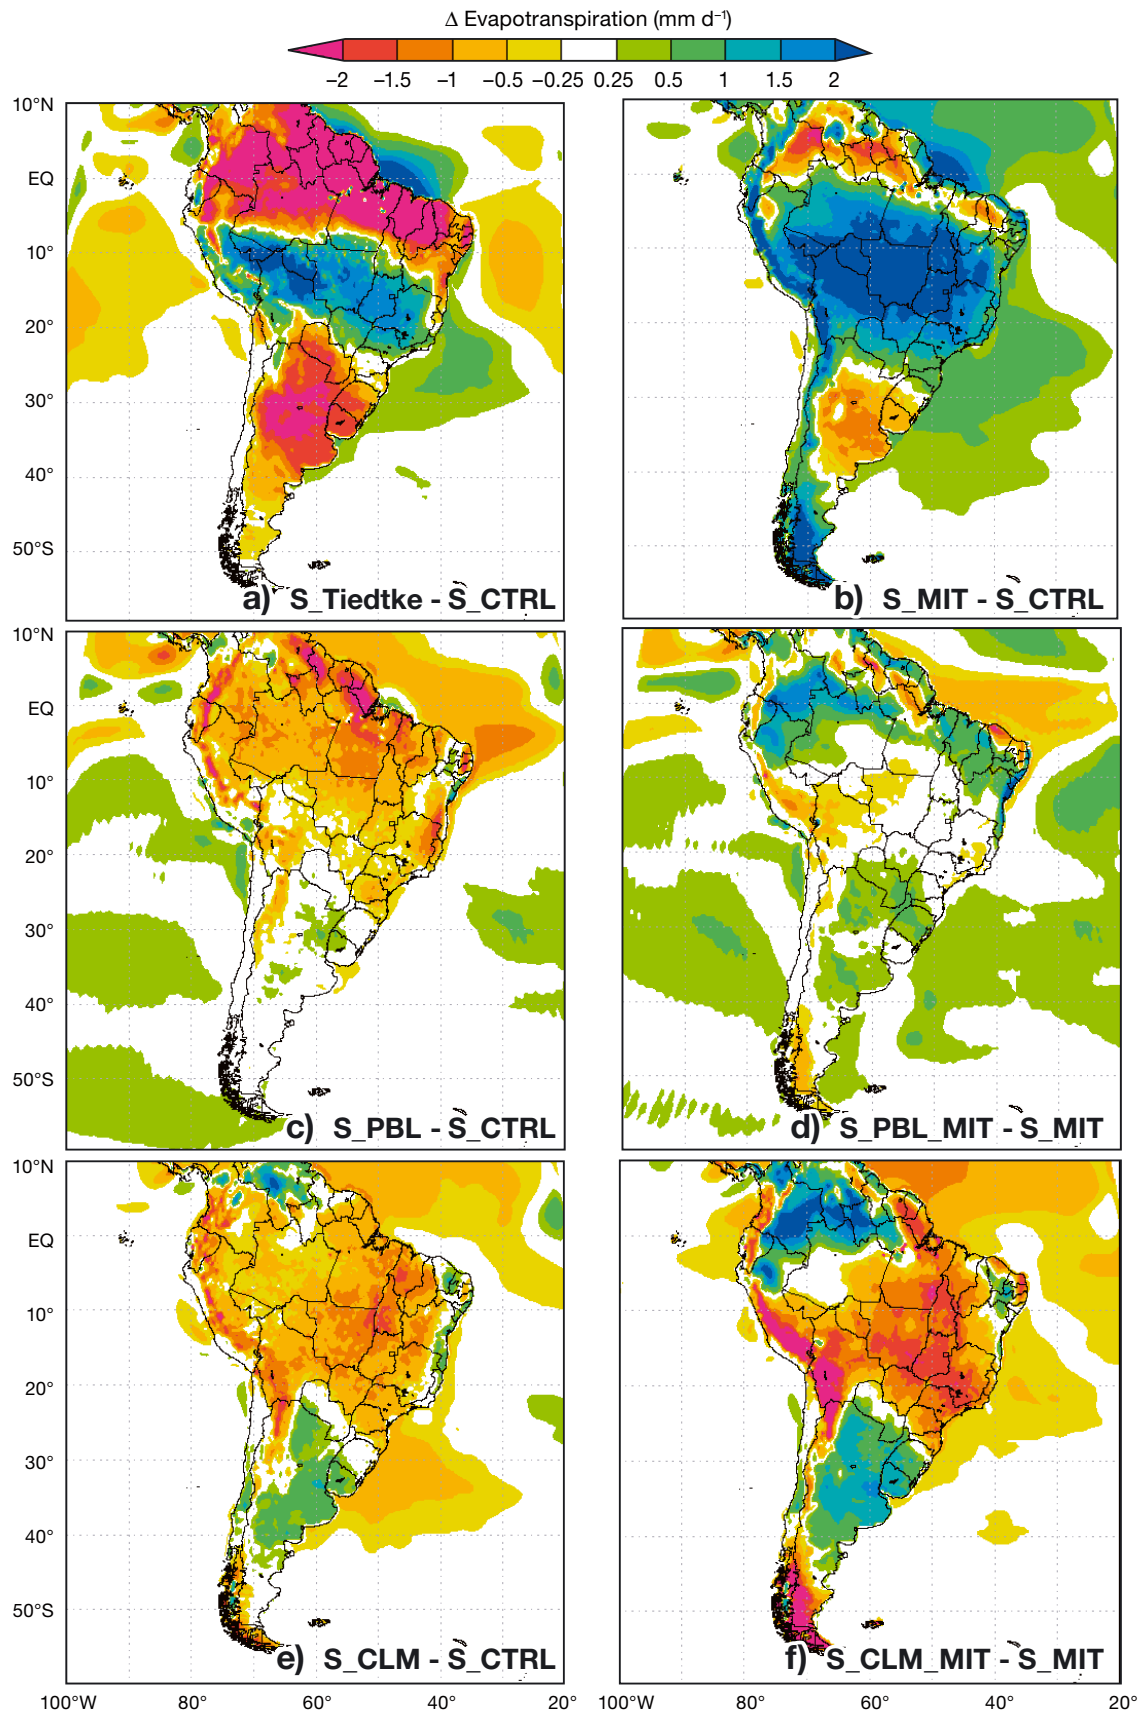 Δ Evapotranspiration (mm d⁻¹)
−2 −1.5 −1 −0.5 −0.25 0.25 0.5 1 1.5 2
10°N
EQ
10°
20°
30°
40°
50°S
a) S_Tiedtke - S_CTRL
b) S_MIT - S_CTRL
10°N
EQ
10°
20°
30°
40°
50°S
c) S_PBL - S_CTRL
d) S_PBL_MIT - S_MIT
10°N
EQ
10°
20°
30°
40°
50°S
e) S_CLM - S_CTRL
f) S_CLM_MIT - S_MIT
100°W 80° 60° 40° 20° 100°W 80° 60° 40° 20°